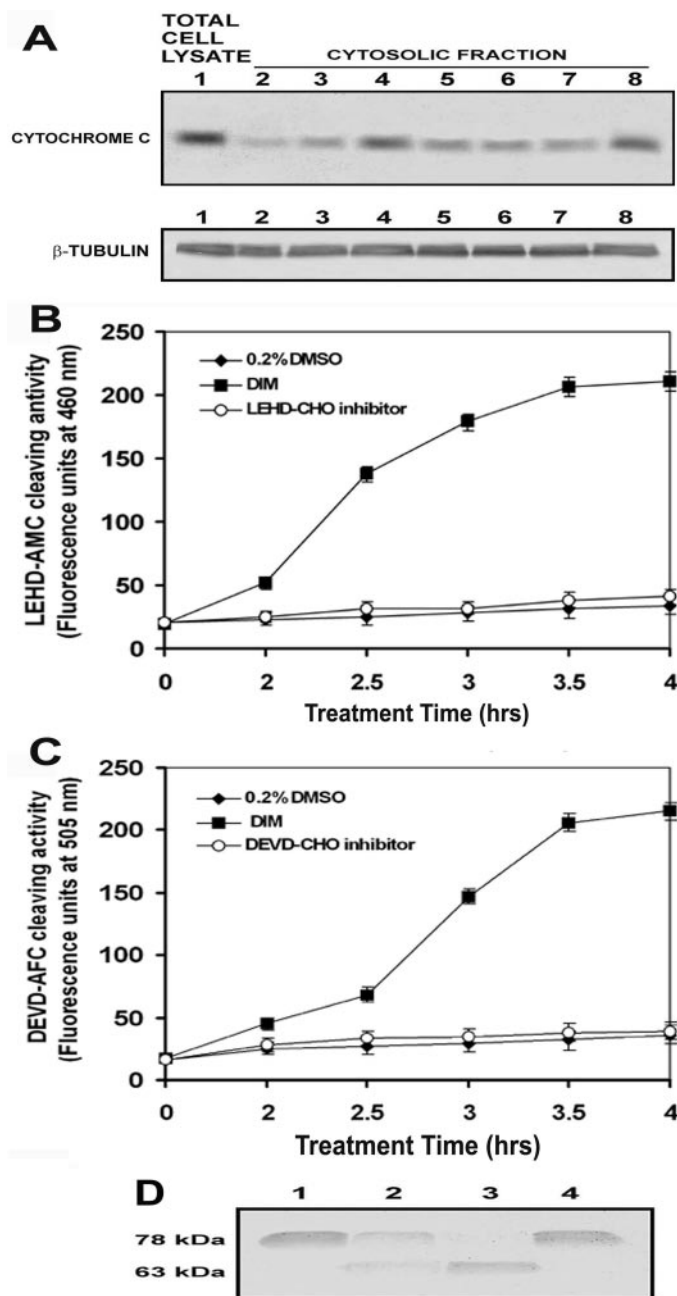 A
TOTAL
CELL
LYSATE
CYTOSOLIC FRACTION
1 2 3 4 5 6 7 8
CYTOCHROME C
1 2 3 4 5 6 7 8
β-TUBULIN
B
LEHD-AMC cleaving antivity
(Fluorescence units at 460 nm)
250
200
150
100
50
0
0.2%DMSO
DIM
LEHD-CHO inhibitor
0 2 2.5 3 3.5 4
Treatment Time (hrs)
C
DEVD-AFC cleaving activity
(Fluorescence units at 505 nm)
250
200
150
100
50
0
0.2%DMSO
DIM
DEVD-CHO inhibitor
0 2 2.5 3 3.5 4
Treatment Time (hrs)
D
1 2 3 4
78 kDa
63 kDa